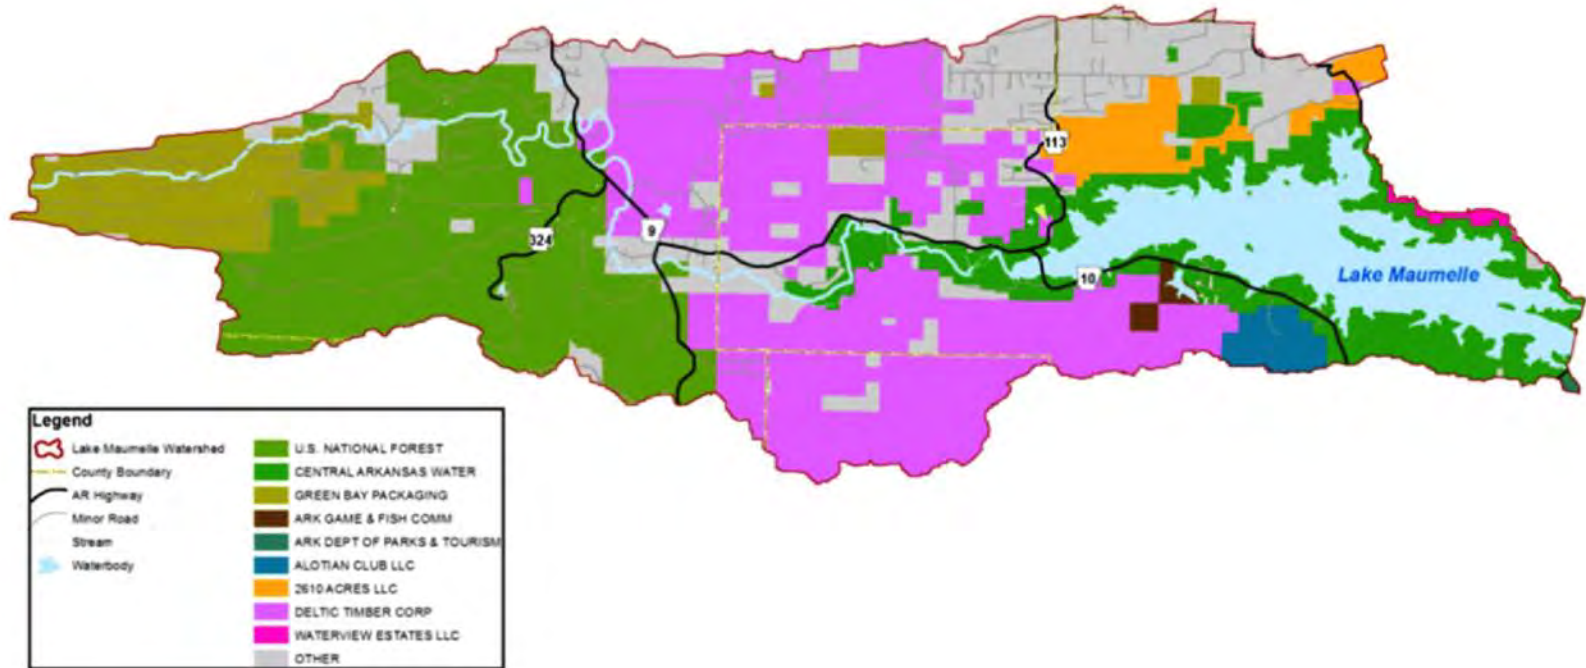 113
324
9
10
Lake Maumelle
Legend
Lake Maumelle Watershed
County Boundary
AR Highway
Minor Road
Stream
Waterbody
U.S. NATIONAL FOREST
CENTRAL ARKANSAS WATER
GREEN BAY PACKAGING
ARK GAME & FISH COMM
ARK DEPT OF PARKS & TOURISM
ALOTIAN CLUB LLC
2610 ACRES LLC
DELTIC TIMBER CORP
WATERVIEW ESTATES LLC
OTHER